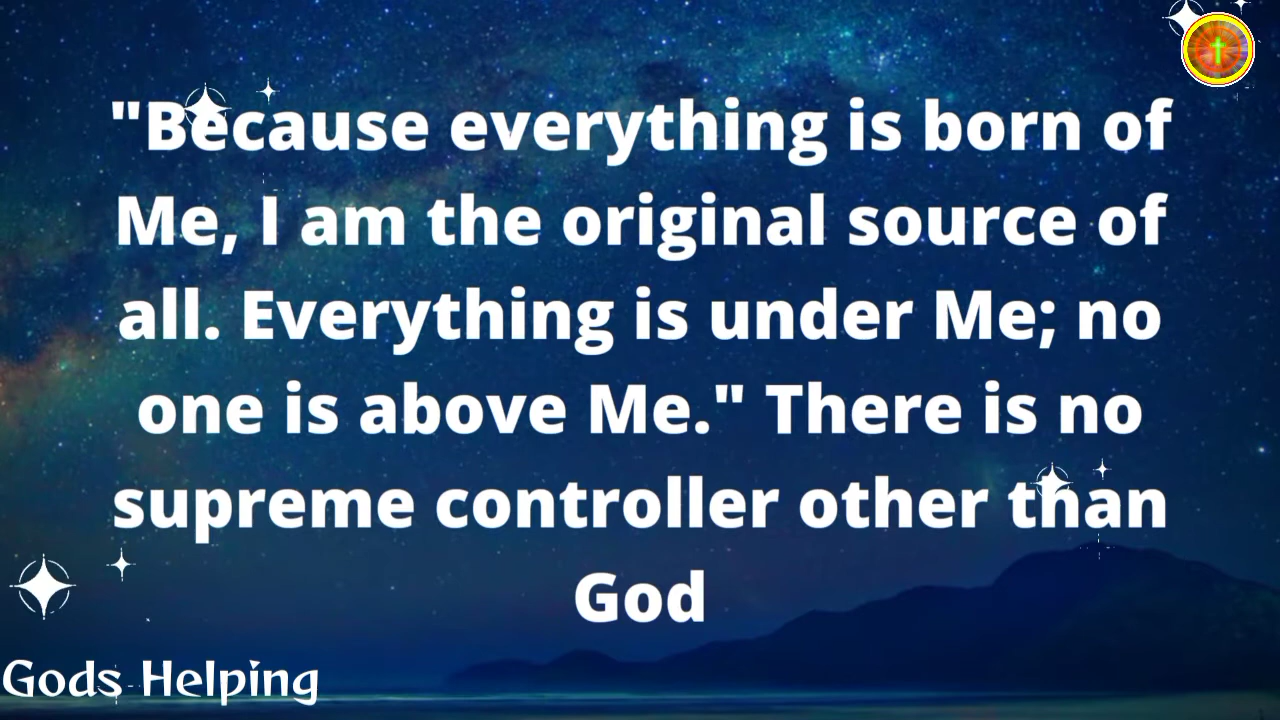 "Because everything is born of
Me, I am the original source of
all. Everything is under Me; no
one is above Me." There is no
supreme controller other than
God
Gods Helping